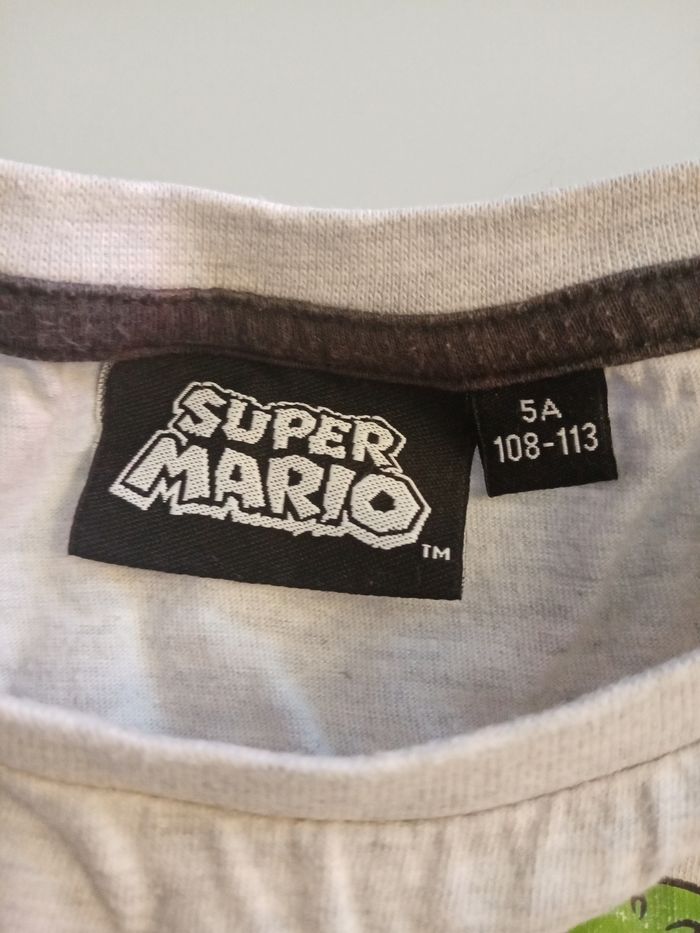 SUPER
MARIO
TM
5A
108-113